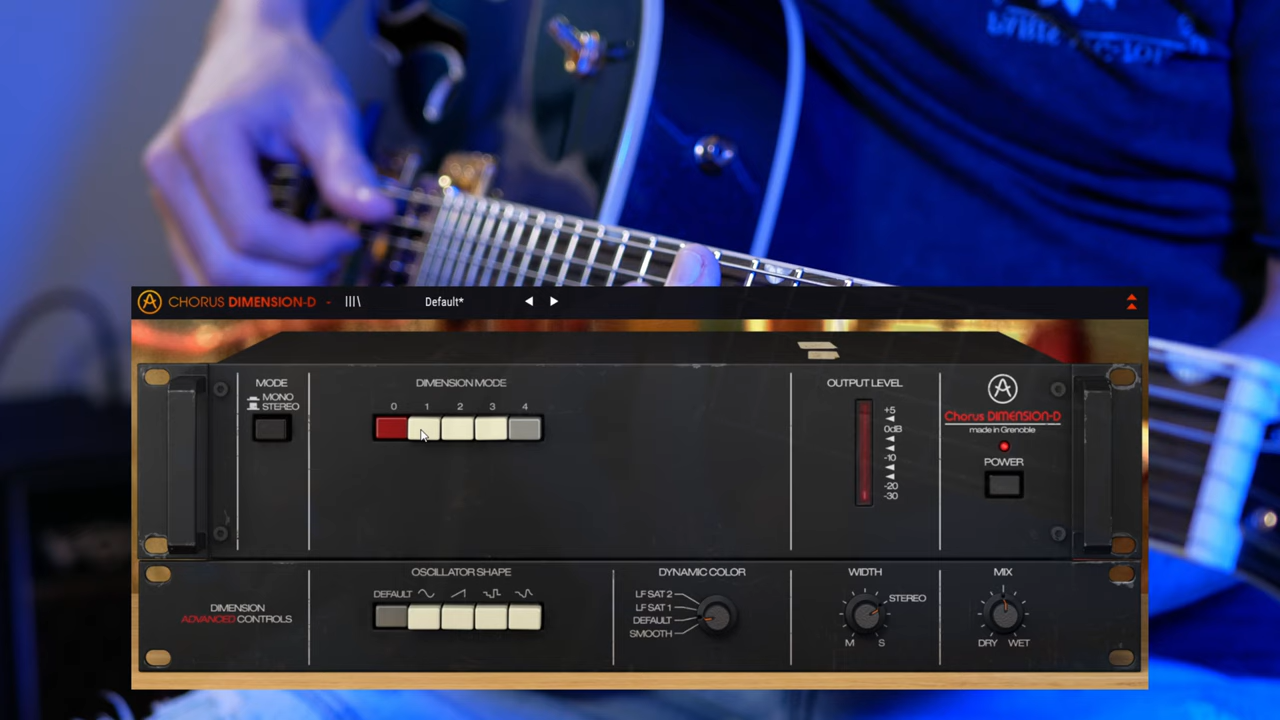 CHORUS DIMENSION-D
Default*
MODE
MONO
STEREO
DIMENSION MODE
0 1 2 3 4
OUTPUT LEVEL
+5
0dB
-10
-20
-30
Chorus DIMENSION-D
made in Grenoble
POWER
DIMENSION
ADVANCED CONTROLS
OSCILLATOR SHAPE
DEFAULT
DYNAMIC COLOR
LF SAT 2
LF SAT 1
DEFAULT
SMOOTH
WIDTH
STEREO
M S
MIX
DRY WET